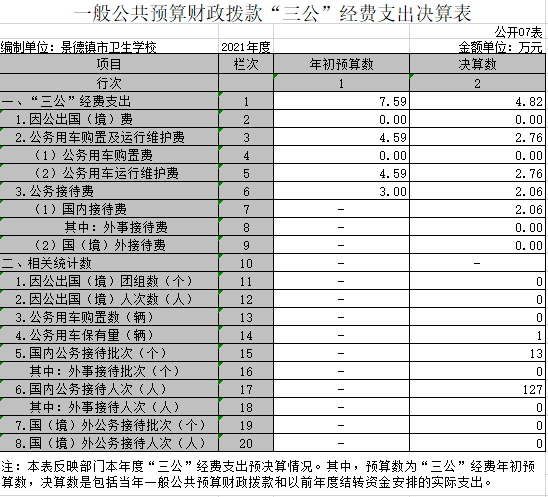 一般公共预算财政拨款“三公”经费支出决算表
公开07表
编制单位：景德镇市卫生学校 2021年度 金额单位：万元
项目 栏次 年初预算数 决算数
行次 1 2
一、“三公”经费支出 1 7.59 4.82
1.因公出国（境）费 2 0.00 0.00
2.公务用车购置及运行维护费 3 4.59 2.76
（1）公务用车购置费 4 0.00 0.00
（2）公务用车运行维护费 5 4.59 2.76
3.公务接待费 6 3.00 2.06
（1）国内接待费 7 – 2.06
其中：外事接待费 8 – 0.00
（2）国（境）外接待费 9 – 0.00
二、相关统计数 10 – –
1.因公出国（境）团组数（个） 11 – 0
2.因公出国（境）人次数（人） 12 – 0
3.公务用车购置数（辆） 13 – 0
4.公务用车保有量（辆） 14 – 1
5.国内公务接待批次（个） 15 – 13
其中：外事接待批次（个） 16 – 0
6.国内公务接待人次（人） 17 – 127
其中：外事接待人次（人） 18 – 0
7.国（境）外公务接待批次（个） 19 – 0
8.国（境）外公务接待人次（人） 20 – 0
注：本表反映部门本年度“三公”经费支出预决算情况。其中，预算数为“三公”经费年初预
算数，决算数是包括当年一般公共预算财政拨款和以前年度结转资金安排的实际支出。